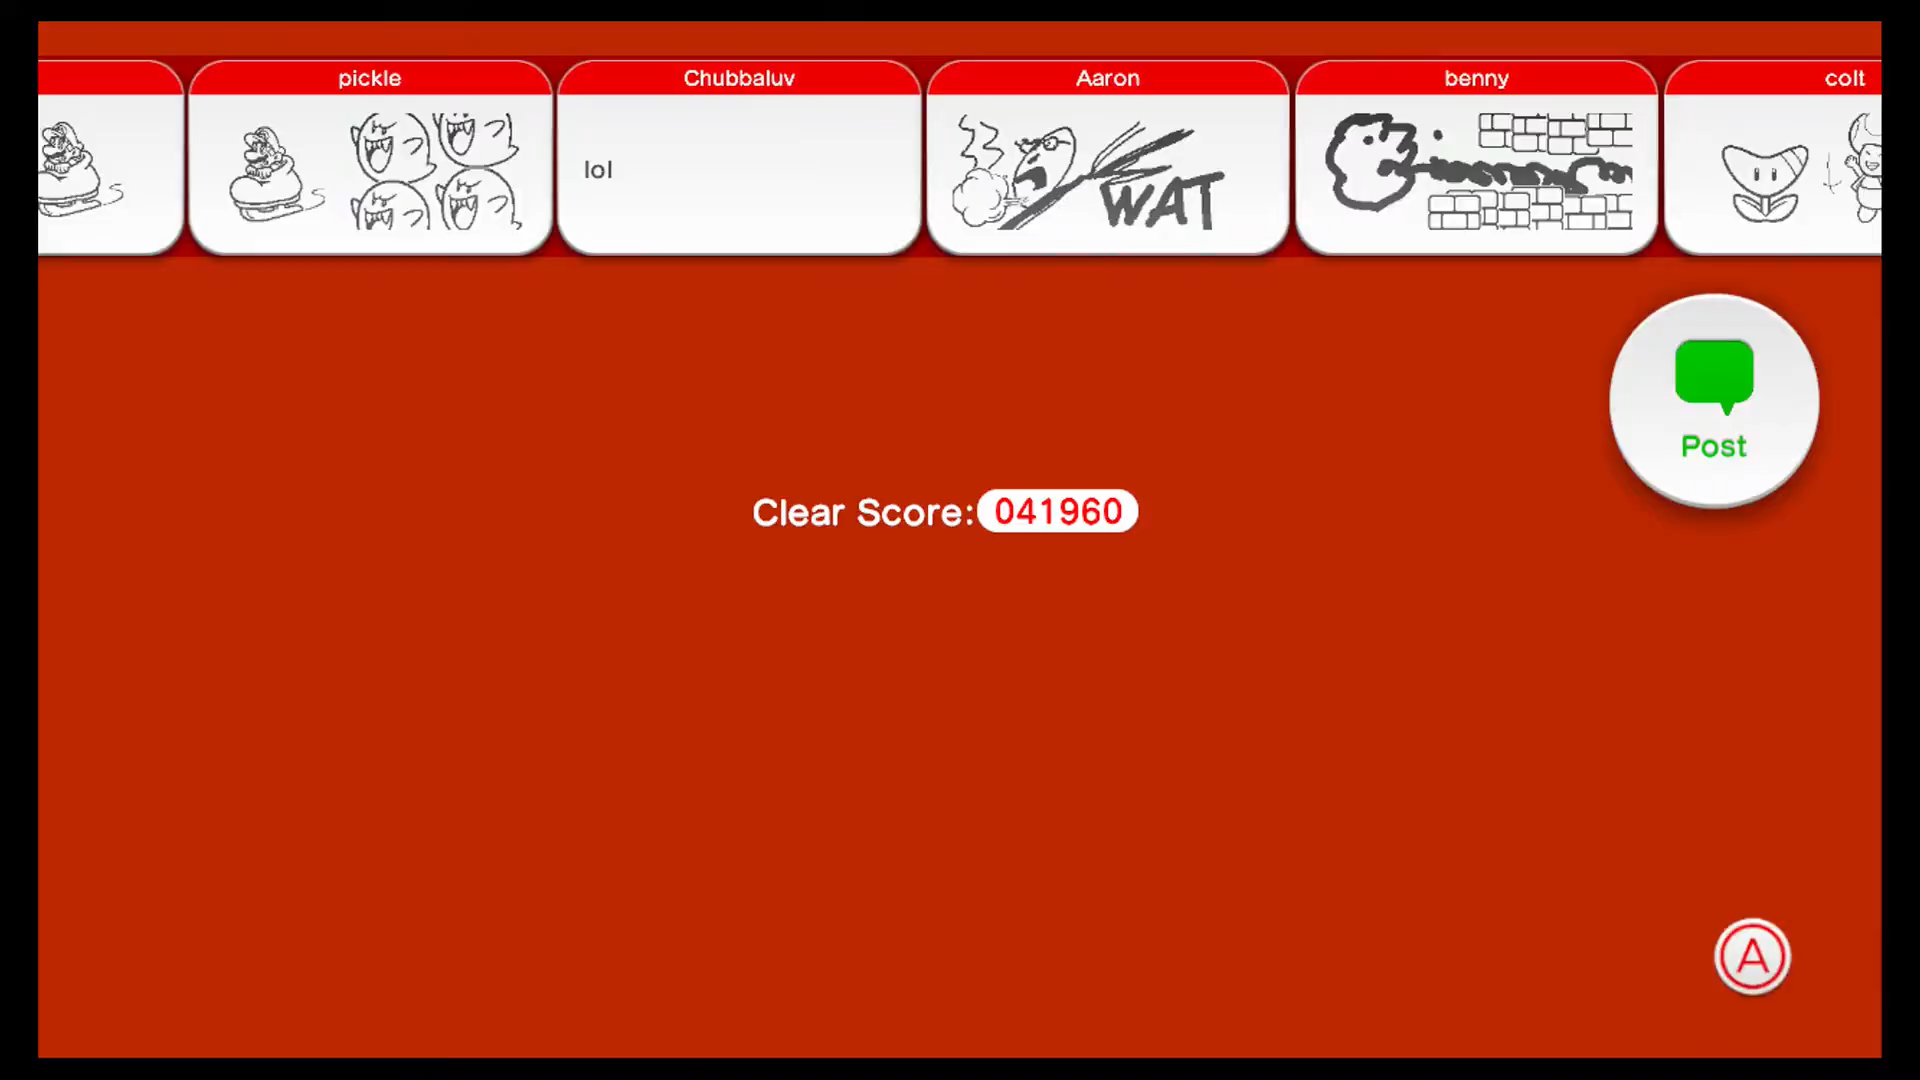 pickle
Chubbaluv
Aaron
benny
colt
lol
WAT
Post
Clear Score: 041960
A